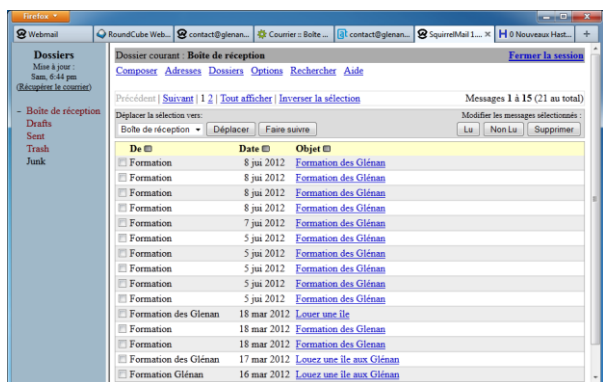 Firefox
Webmail
RoundCube Web...
contact@glenan...
Courrier :: Boîte ...
contact@glenan...
SquirrelMail 1....
0 Nouveaux Hast...
Dossiers
Mise à jour :
Sam, 6:44 pm
(Récupérer le courrier)
- Boîte de réception
Drafts
Sent
Trash
Junk
Dossier courant : Boîte de réception
Fermer la session
Composer Adresses Dossiers Options Rechercher Aide
Précédent | Suivant | 1 2 | Tout afficher | Inverser la sélection
Messages 1 à 15 (21 au total)
Déplacer la sélection vers:
Modifier les messages sélectionnés :
Boîte de réception Déplacer Faire suivre
Lu Non Lu Supprimer
De Date Objet
Formation 8 jui 2012 Formation des Glénan
Formation 8 jui 2012 Formation des Glénan
Formation 8 jui 2012 Formation des Glénan
Formation 8 jui 2012 Formation des Glénan
Formation 7 jui 2012 Formation des Glénan
Formation 5 jui 2012 Formation des Glénan
Formation 5 jui 2012 Formation des Glénan
Formation 5 jui 2012 Formation des Glénan
Formation 5 jui 2012 Formation des Glénan
Formation 5 jui 2012 Formation des Glénan
Formation des Glenan 18 mar 2012 Louer une île
Formation 18 mar 2012 Formation des Glenan
Formation 18 mar 2012 Formation des Glenan
Formation des Glénan 17 mar 2012 Louez une île aux Glénan
Formation Glénan 16 mar 2012 Louez une île aux Glénan